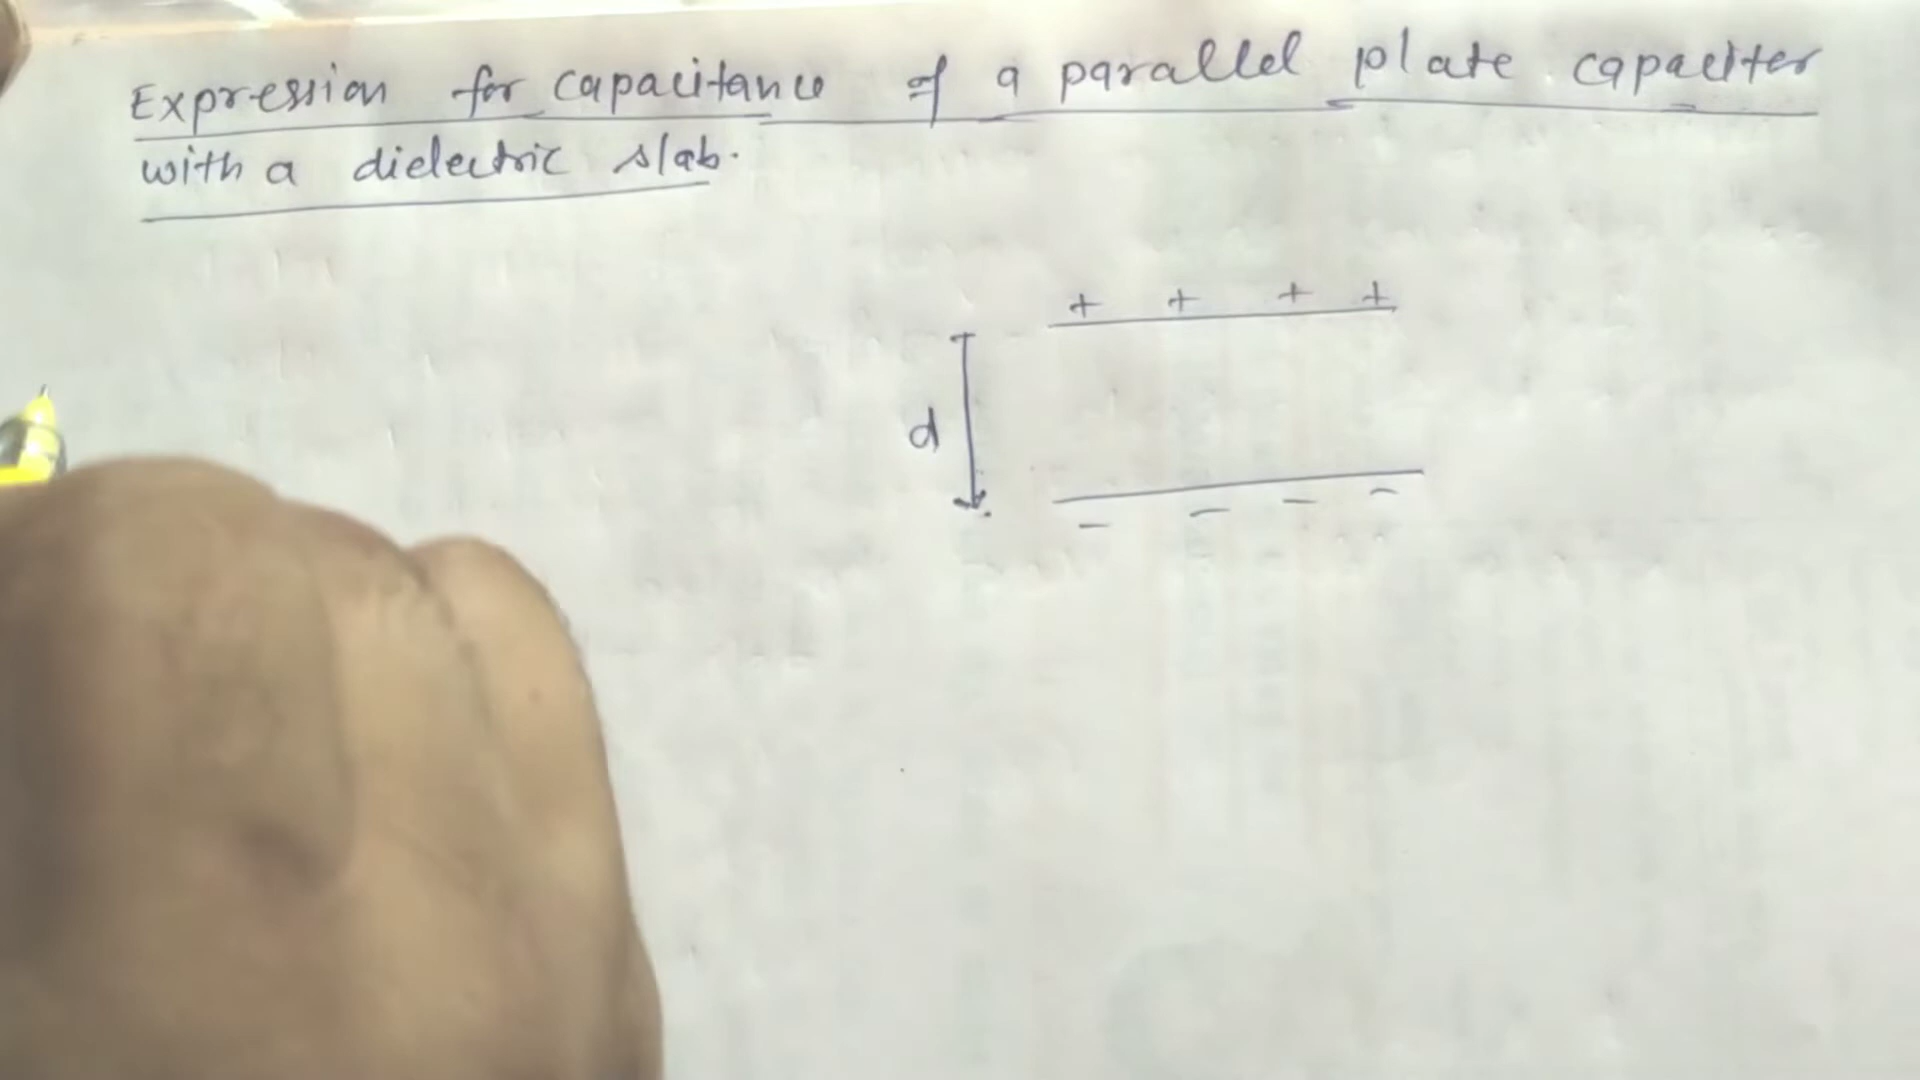 Expression for capacitance of a parallel plate capaciter
with a dielectric slab.
+ + + +
d
- - - -